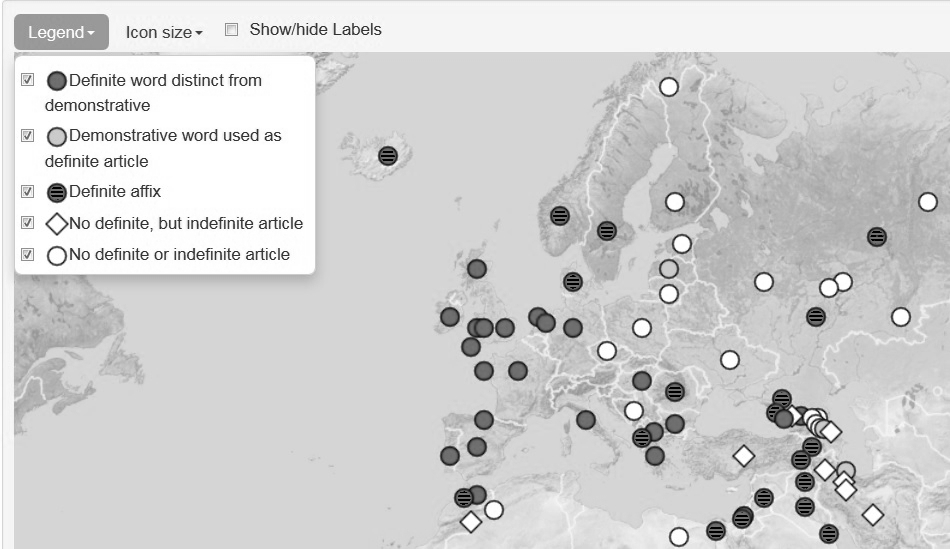 Legend
Icon size
Show/hide Labels
Definite word distinct from
demonstrative
Demonstrative word used as
definite article
Definite affix
No definite, but indefinite article
No definite or indefinite article